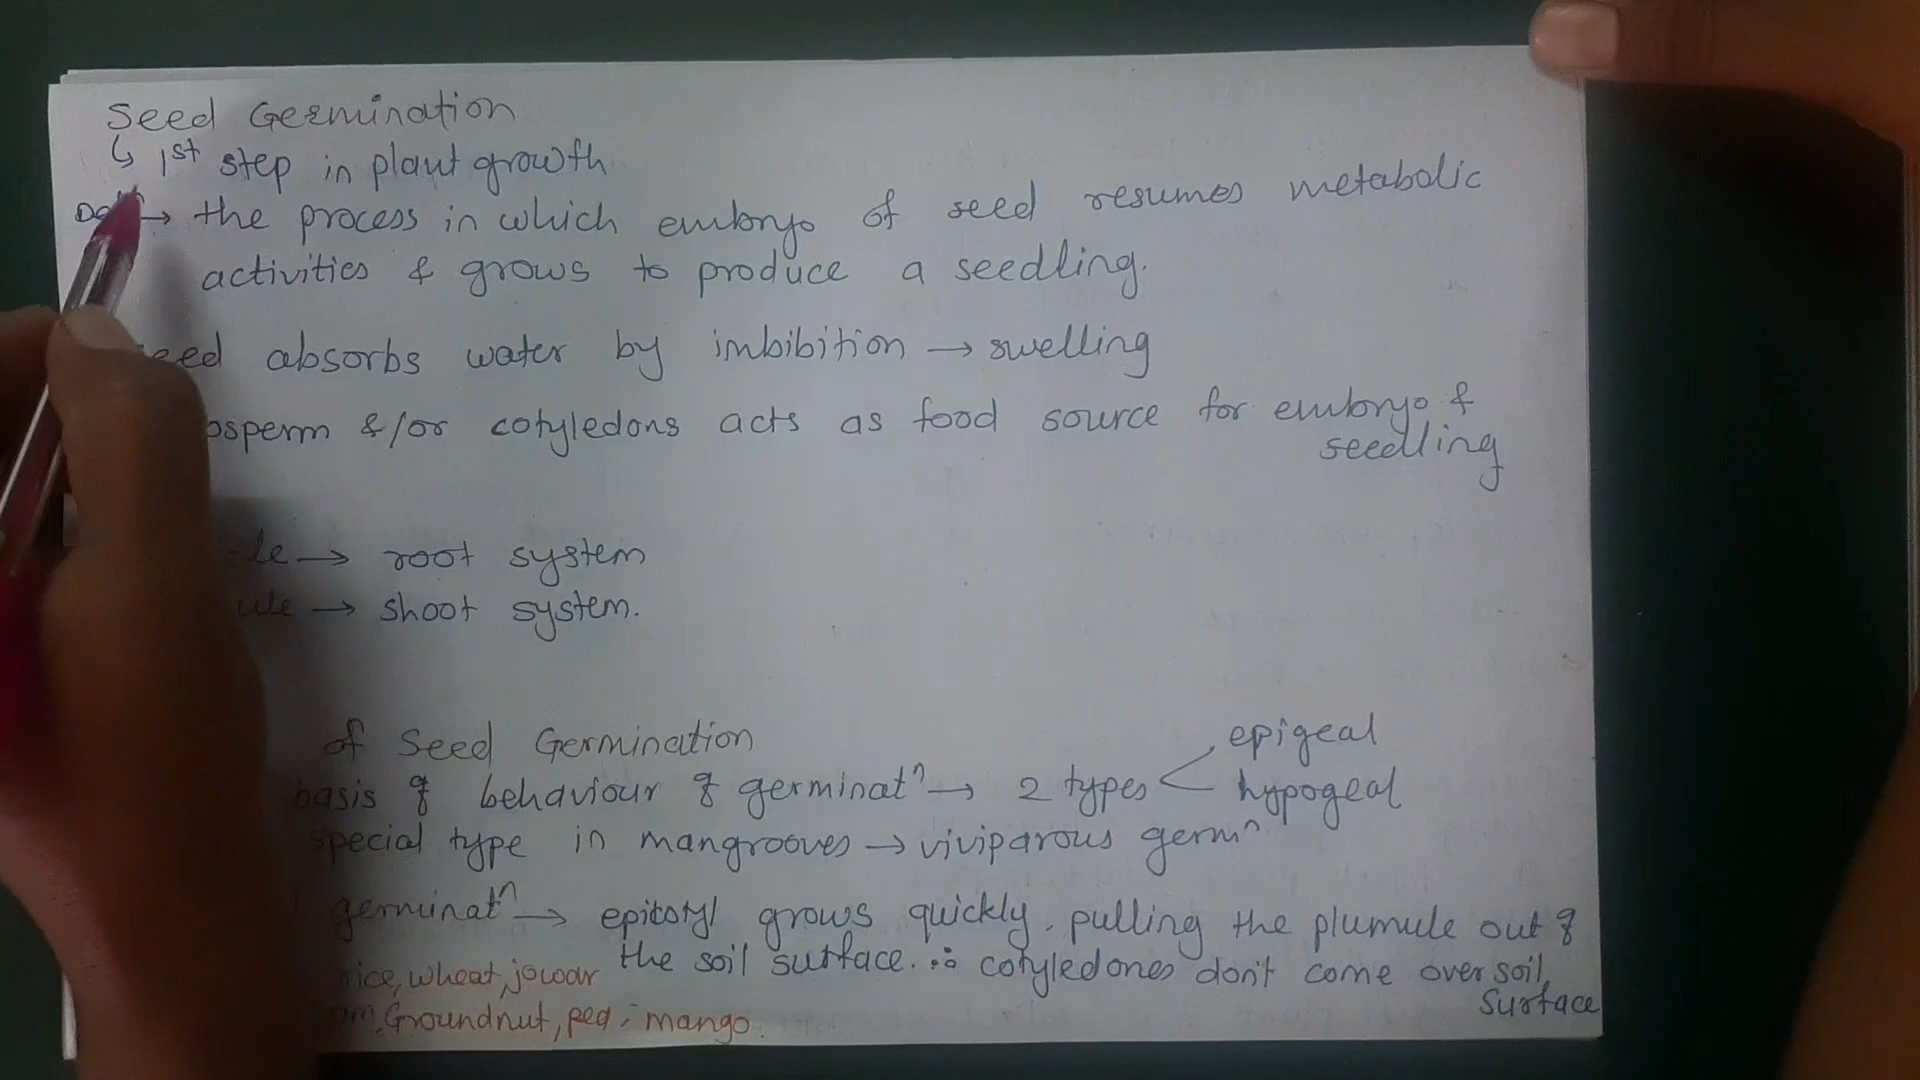 Seed Germination
↳ 1st step in plant growth
→ the process in which embryo of seed resumes metabolic
activities & grows to produce a seedling.
absorbs water by imbibition → swelling
&/or cotyledons acts as food source for embryo &
seedling
→ root system
→ shoot system.
of Seed Germination
epigeal
basis of behaviour of germinatⁿ → 2 types < hypogeal
special type in mangrooves → viviparous germⁿ
germinatⁿ → epicotyl grows quickly, pulling the plumule out of
the soil surface. ∴ cotyledones don't come over soil
surface
wheat, jowar
Groundnut, pea, mango.